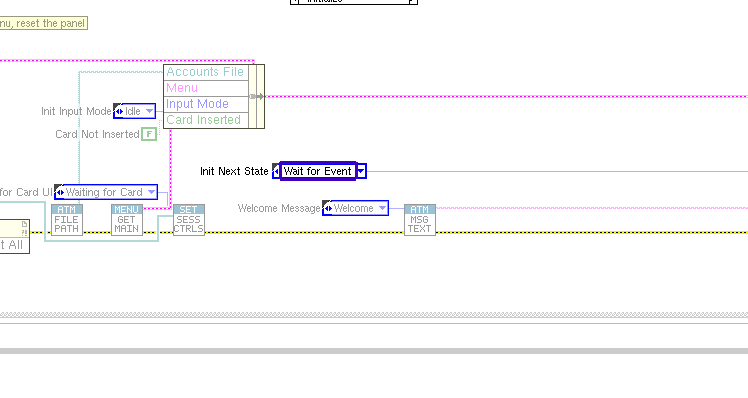 nu, reset the panel
Accounts File
Menu
Input Mode
Card Inserted
Init Input Mode
Idle
Card Not Inserted
F
Init Next State
Wait for Event
for Card UI
Waiting for Card
ATM
FILE
PATH
MENU
GET
MAIN
SET
SESS
CTRLS
Welcome Message
Welcome
ATM
MSG
TEXT
t All